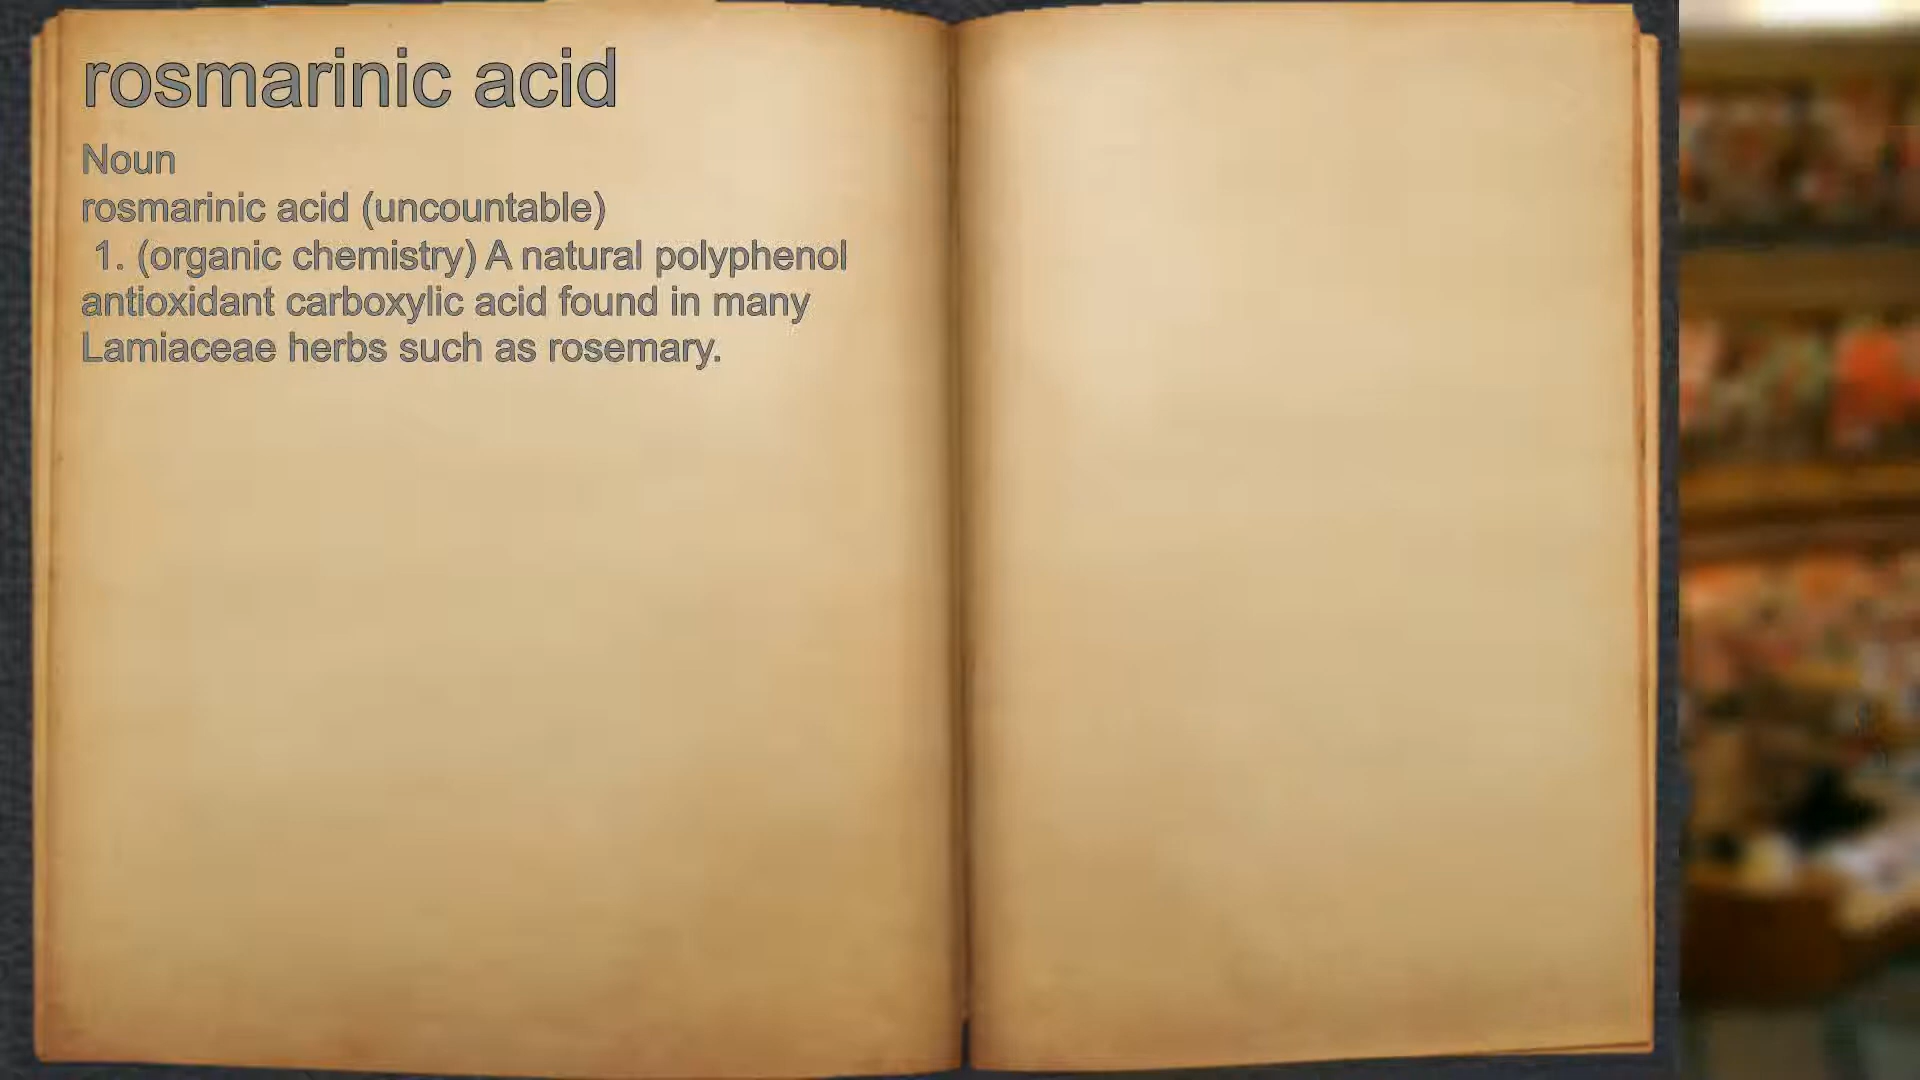 rosmarinic acid
Noun
rosmarinic acid (uncountable)
1. (organic chemistry) A natural polyphenol
antioxidant carboxylic acid found in many
Lamiaceae herbs such as rosemary.